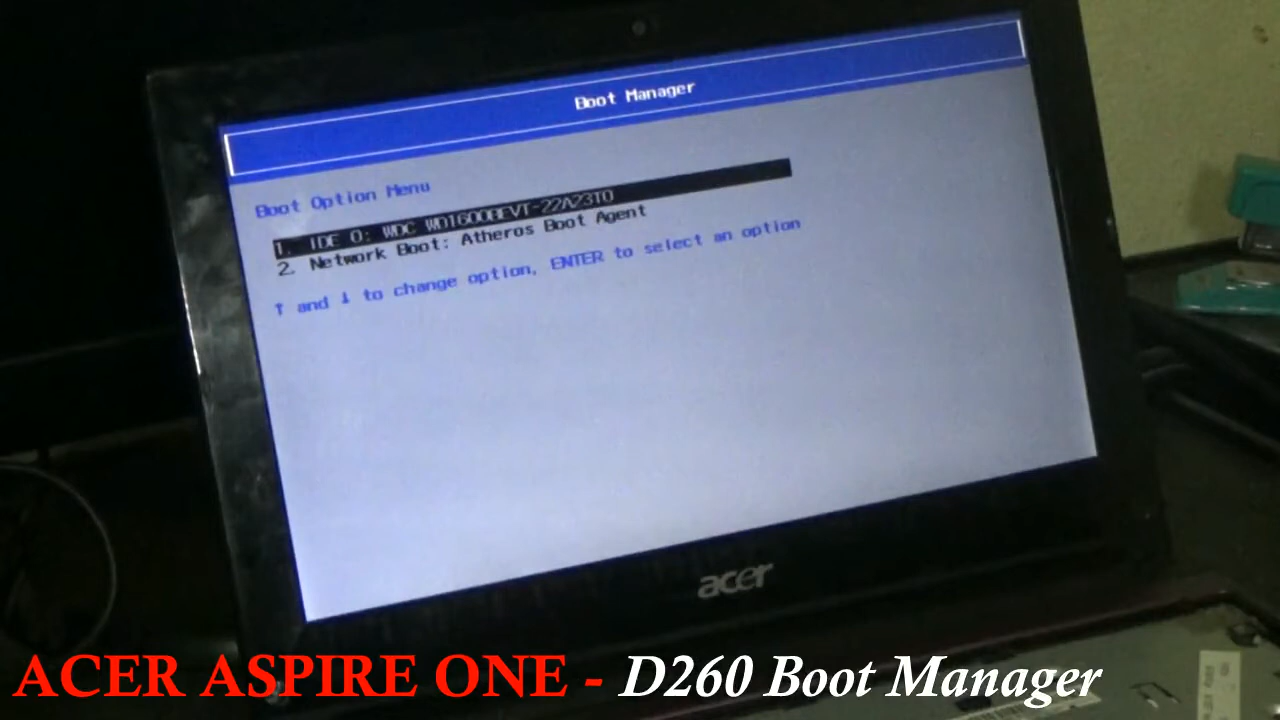 Boot Manager
Boot Option Menu
1. IDE 0: WDC WD1600BEVT-22A23T0
2. Network Boot: Atheros Boot Agent
↑ and ↓ to change option, ENTER to select an option
acer
ACER ASPIRE ONE - D260 Boot Manager